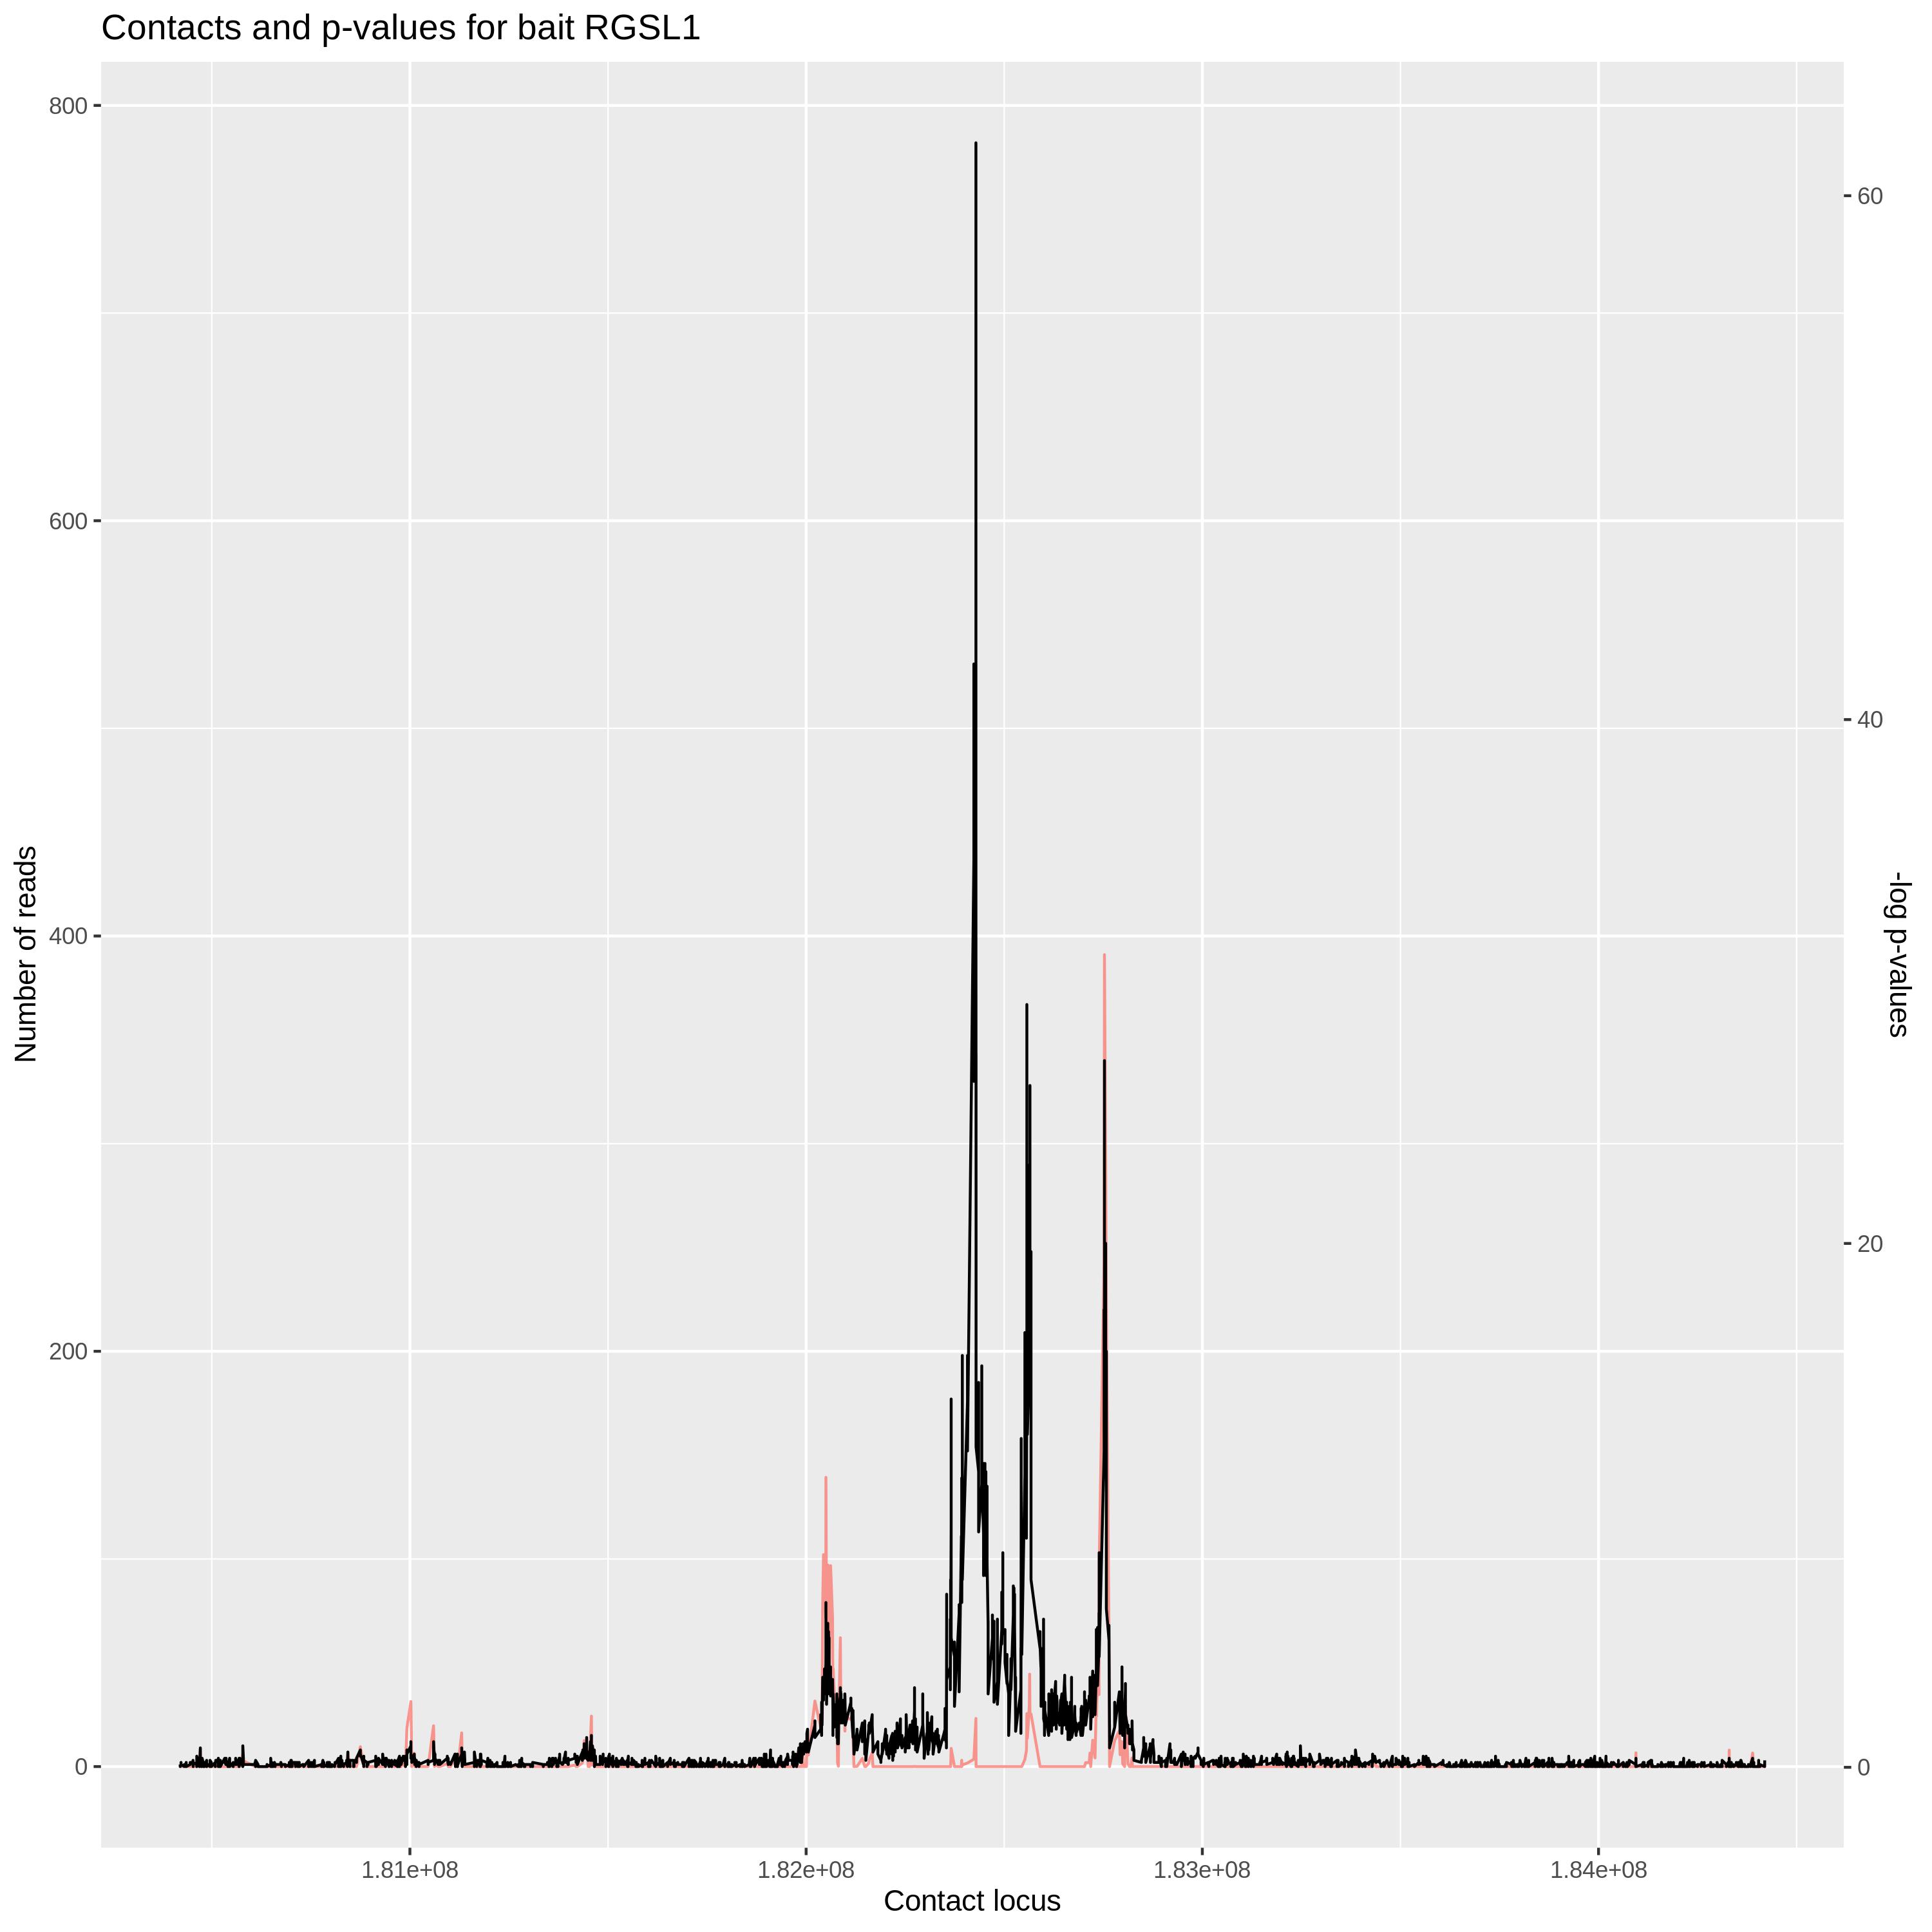 Contacts and p-values for bait RGSL1
800
600
400
200
0
Number of reads
60
40
20
0
-log p-values
1.81e+08
1.82e+08
1.83e+08
1.84e+08
Contact locus